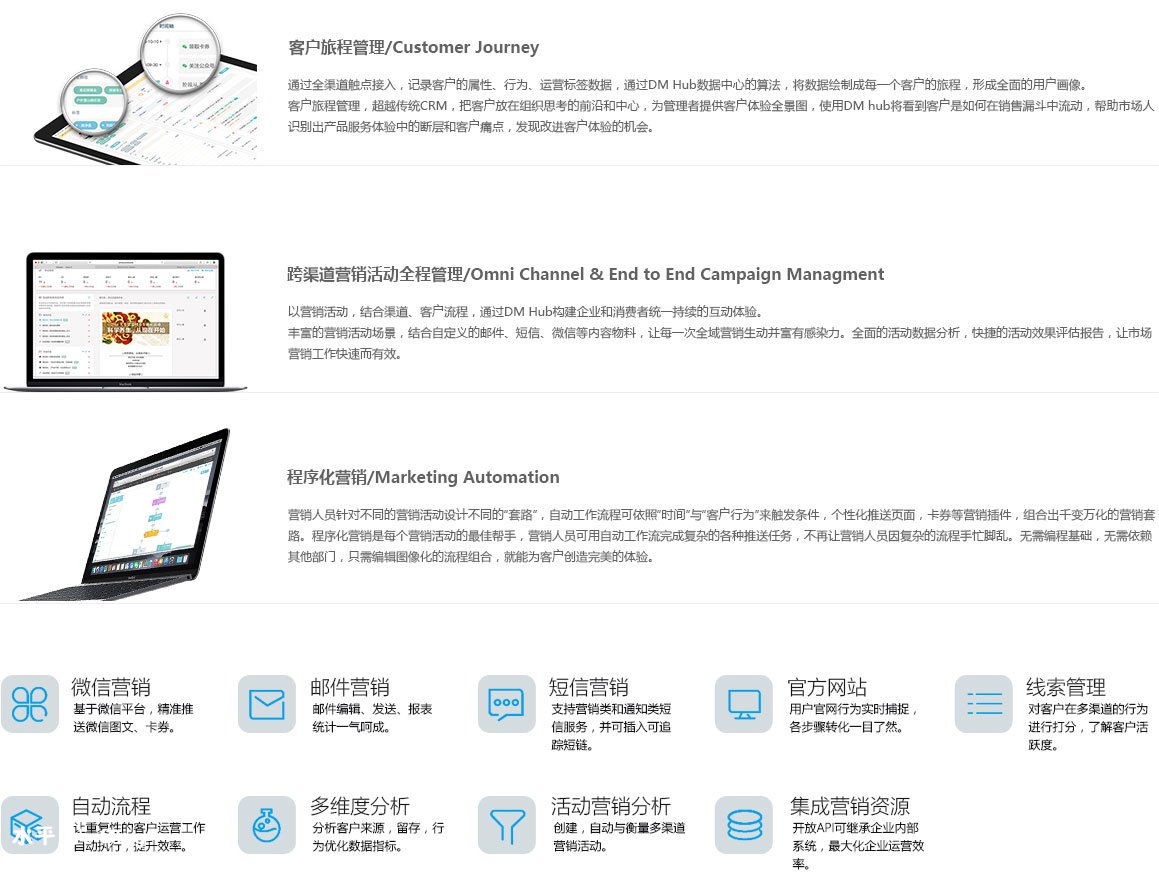 时间轴
领取卡券
关注公众号
客户旅程管理/Customer Journey
通过全渠道触点接入，记录客户的属性、行为、运营标签数据，通过DM Hub数据中心的算法，将数据绘制成每一个客户的旅程，形成全面的用户画像。
客户旅程管理，超越传统CRM，把客户放在组织思考的前沿和中心，为管理者提供客户体验全景图，使用DM hub将看到客户是如何在销售漏斗中流动，帮助市场人
识别出产品服务体验中的断层和客户痛点，发现改进客户体验的机会。
跨渠道营销活动全程管理/Omni Channel & End to End Campaign Managment
以营销活动，结合渠道、客户流程，通过DM Hub构建企业和消费者统一持续的互动体验。
丰富的营销活动场景，结合自定义的邮件、短信、微信等内容物料，让每一次全域营销生动并富有感染力。全面的活动数据分析，快捷的活动效果评估报告，让市场
营销工作快速而有效。
科学养生，从现在开始
程序化营销/Marketing Automation
营销人员针对不同的营销活动设计不同的“套路”，自动工作流程可依照“时间”与“客户行为”来触发条件，个性化推送页面，卡券等营销插件，组合出千变万化的营销套
路。程序化营销是每个营销活动的最佳帮手，营销人员可用自动工作流完成复杂的各种推送任务，不再让营销人员因复杂的流程手忙脚乱。无需编程基础，无需依赖
其他部门，只需编辑图像化的流程组合，就能为客户创造完美的体验。
微信营销
基于微信平台，精准推
送微信图文、卡券。
邮件营销
邮件编辑、发送、报表
统计一气呵成。
短信营销
支持营销类和通知类短
信服务，并可插入可追
踪短链。
官方网站
用户官网行为实时捕捉，
各步骤转化一目了然。
线索管理
对客户在多渠道的行为
进行打分，了解客户活
跃度。
自动流程
让重复性的客户运营工作
自动执行，提升效率。
水平
多维度分析
分析客户来源，留存，行
为优化数据指标。
活动营销分析
创建，自动与衡量多渠道
营销活动。
集成营销资源
开放API可继承企业内部
系统，最大化企业运营效
率。